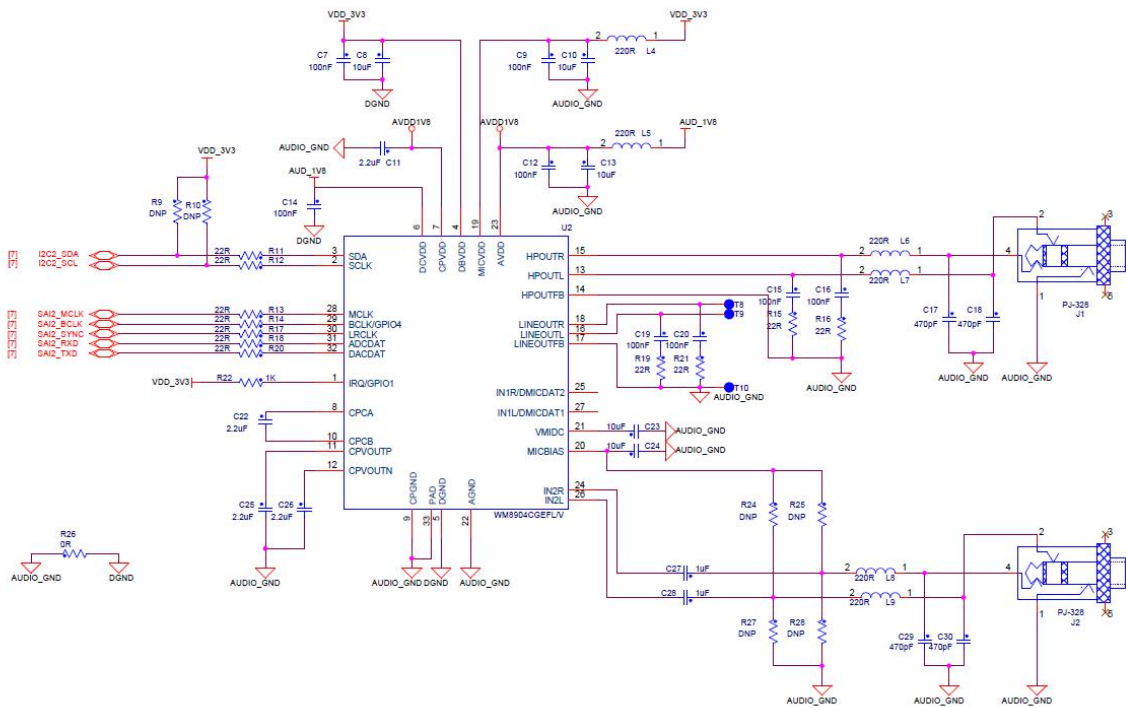 VDD_3V3
VDD_3V3
C7
100nF
C8
10uF
C9
100nF
C10
10uF
2
1
220R L4
DGND
AUDIO_GND
AVDD1V8
AVDD1V8
220R L5
AUD_1V8
2
1
AUDIO_GND
2.2uF C11
C12
100nF
C13
10uF
VDD_3V3
AUD_1V8
C14
100nF
R9
DNP
R10
DNP
DGND
AUDIO_GND
6
7
4
19
23
U2
DCVDD
CPVDD
DBVDD
MICVDD
AVDD
[7] I2C2_SDA 22R R11 3 SDA
[7] I2C2_SCL 22R R12 2 SCLK
[7] SAI2_MCLK 22R R13 28 MCLK
[7] SAI2_BCLK 22R R14 29 BCLK/GPIO4
[7] SAI2_SYNC 22R R17 30 LRCLK
[7] SAI2_RXD 22R R18 31 ADCDAT
[7] SAI2_TXD 22R R20 32 DACDAT
VDD_3V3 R22 1K 1 IRQ/GPIO1
C22
2.2uF
8 CPCA
10 CPCB
11 CPVOUTP
12 CPVOUTN
C25
2.2uF
C26
2.2uF
AUDIO_GND
R26
0R
AUDIO_GND
DGND
CPGND
PAD
DGND
AGND
9
33
5
22
AUDIO_GND
DGND
AUDIO_GND
WM8904CGEFL/V
HPOUTR 15
HPOUTL 13
HPOUTFB 14
LINEOUTR 18
LINEOUTL 16
LINEOUTFB 17
IN1R/DMICDAT2 25
IN1L/DMICDAT1 27
VMIDC 21
MICBIAS 20
IN2R 24
IN2L 26
T8
T9
T10
C19
100nF
C20
100nF
R19
22R
R21
22R
AUDIO_GND
C15
100nF
C16
100nF
R15
22R
R16
22R
AUDIO_GND
220R L6
2
1
220R L7
2
1
C17
470pF
C18
470pF
AUDIO_GND
AUDIO_GND
2
3
4
1
5
PJ-328
J1
10uF C23 AUDIO_GND
10uF C24 AUDIO_GND
R24
DNP
R25
DNP
C27 1uF
C28 1uF
R27
DNP
R28
DNP
AUDIO_GND
2
1
220R L8
2
1
220R L9
C29
470pF
C30
470pF
AUDIO_GND
AUDIO_GND
2
3
4
1
5
PJ-328
J2